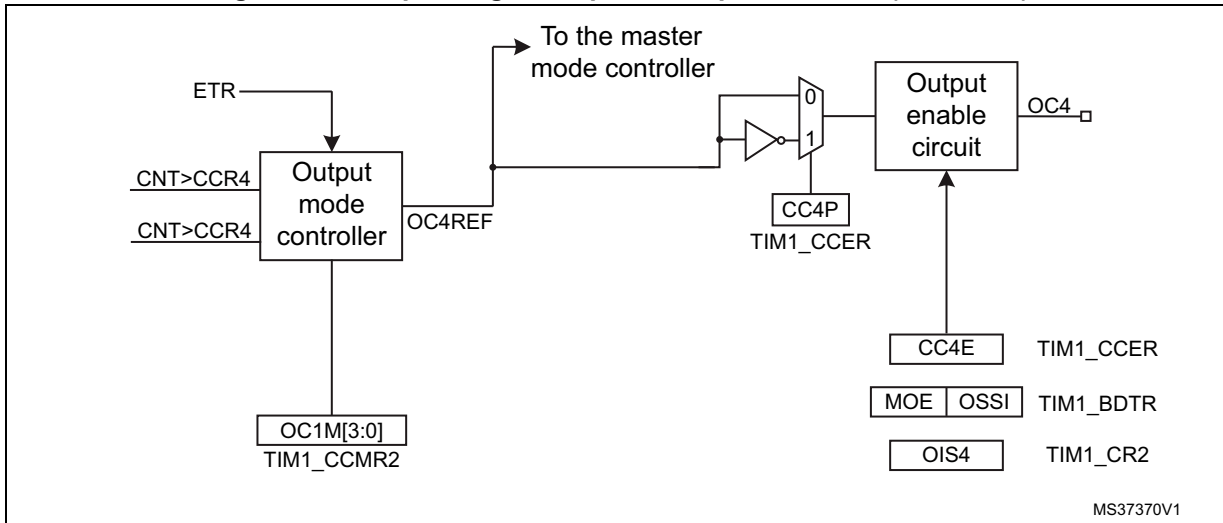 To the master
mode controller
ETR
0
1
Output
enable
circuit
OC4
CNT>CCR4
CNT>CCR4
Output
mode
controller
OC4REF
CC4P
TIM1_CCER
CC4E
TIM1_CCER
MOE OSSI
TIM1_BDTR
OC1M[3:0]
TIM1_CCMR2
OIS4
TIM1_CR2
MS37370V1